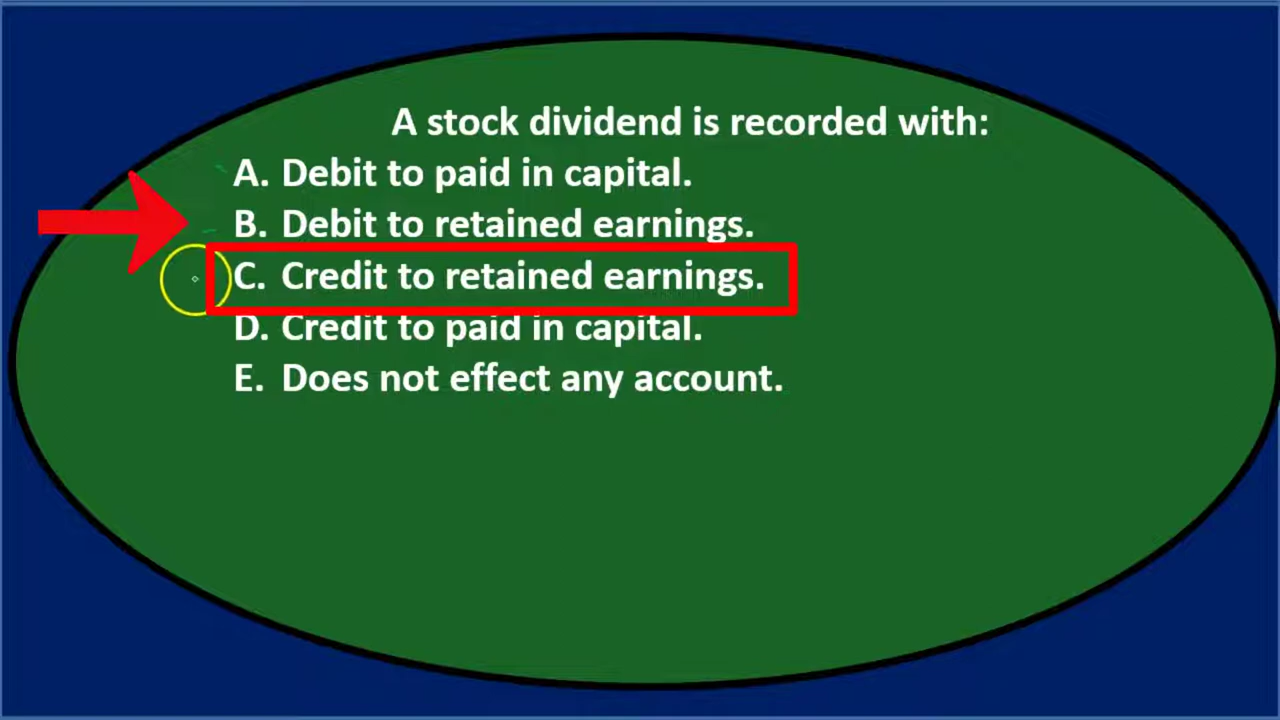 A stock dividend is recorded with:
A. Debit to paid in capital.
B. Debit to retained earnings.
C. Credit to retained earnings.
D. Credit to paid in capital.
E. Does not effect any account.